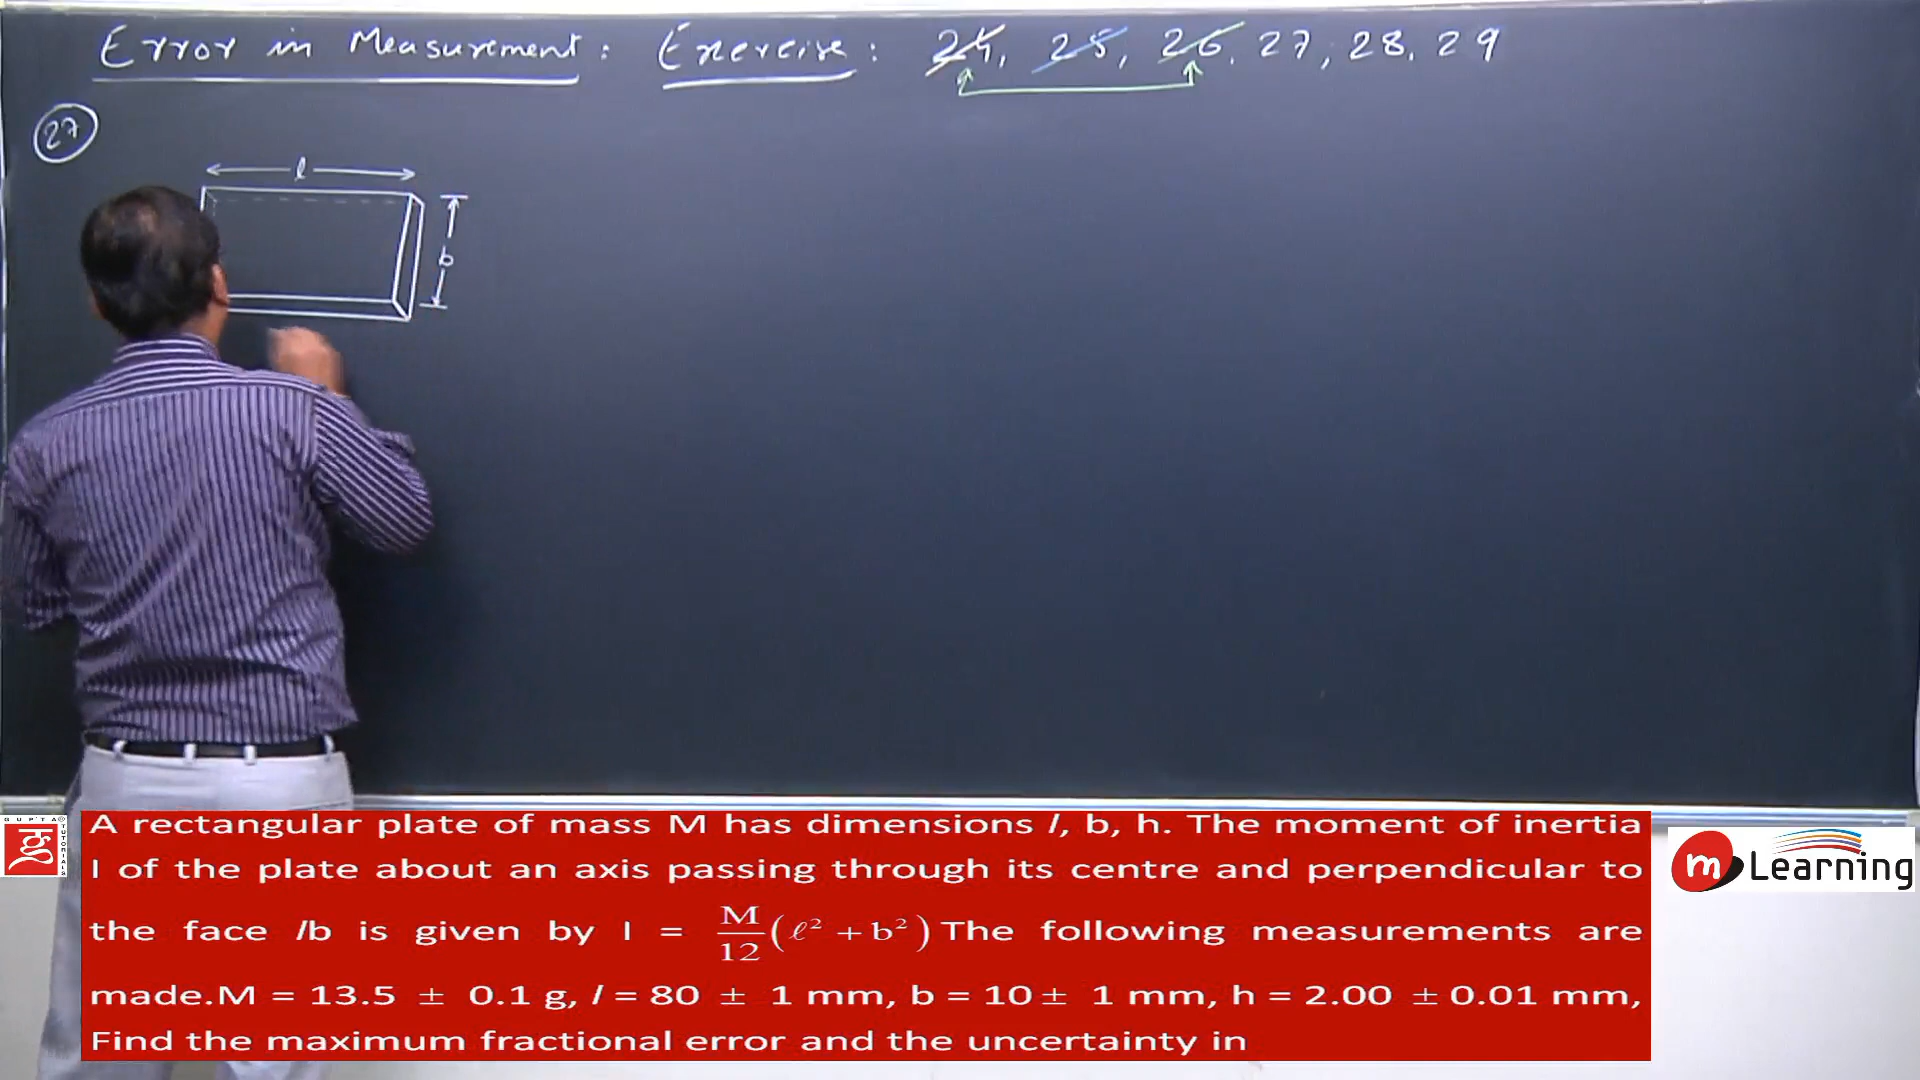 Error in Measurement : Exercise : 24, 25, 26, 27, 28, 29
27
l
b
A rectangular plate of mass M has dimensions l, b, h. The moment of inertia
I of the plate about an axis passing through its centre and perpendicular to
the face lb is given by I = M/12 (ℓ² + b²) The following measurements are
made.M = 13.5 ± 0.1 g, l = 80 ± 1 mm, b = 10 ± 1 mm, h = 2.00 ± 0.01 mm,
Find the maximum fractional error and the uncertainty in
GUPTA
TUTORIALS
m Learning